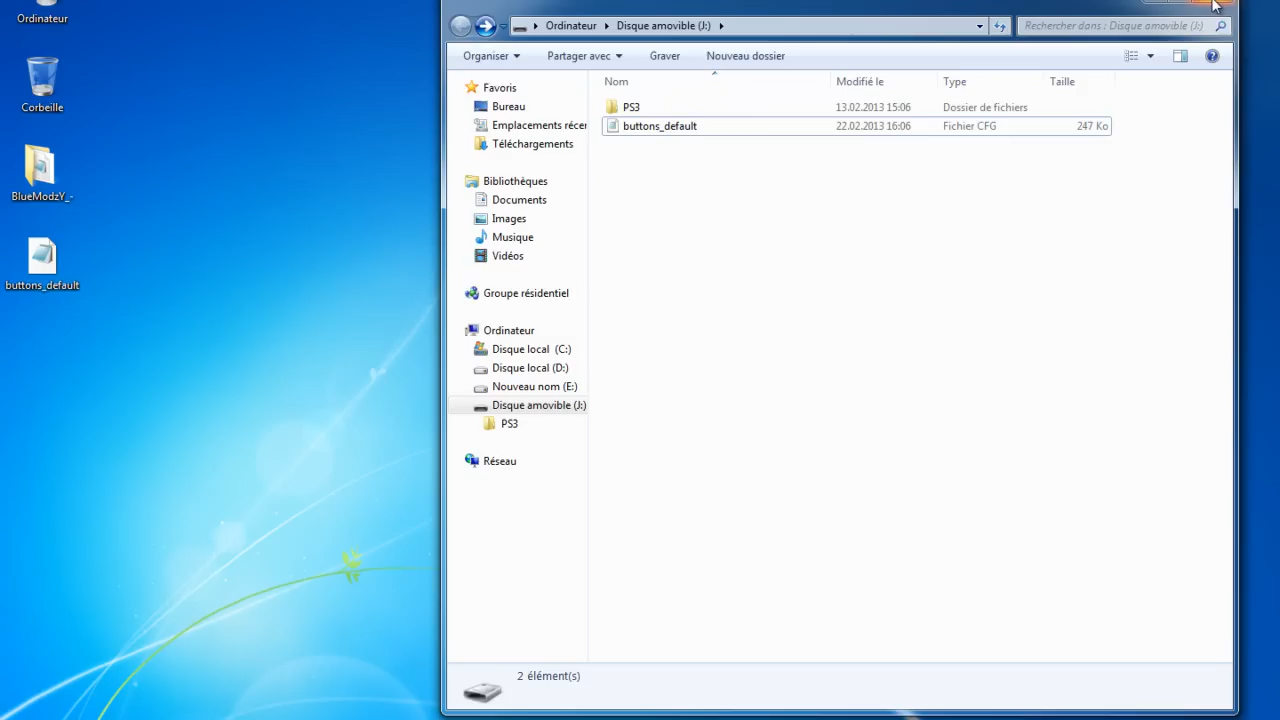 Ordinateur
Corbeille
BlueModzY_-
buttons_default
Ordinateur Disque amovible (J:)
Rechercher dans : Disque amovible (J:)
Organiser Partager avec Graver Nouveau dossier
Nom Modifié le Type Taille
PS3 13.02.2013 15:06 Dossier de fichiers
buttons_default 22.02.2013 16:06 Fichier CFG 247 Ko
Favoris
Bureau
Emplacements récer
Téléchargements
Bibliothèques
Documents
Images
Musique
Vidéos
Groupe résidentiel
Ordinateur
Disque local (C:)
Disque local (D:)
Nouveau nom (E:)
Disque amovible (J:)
PS3
Réseau
2 élément(s)